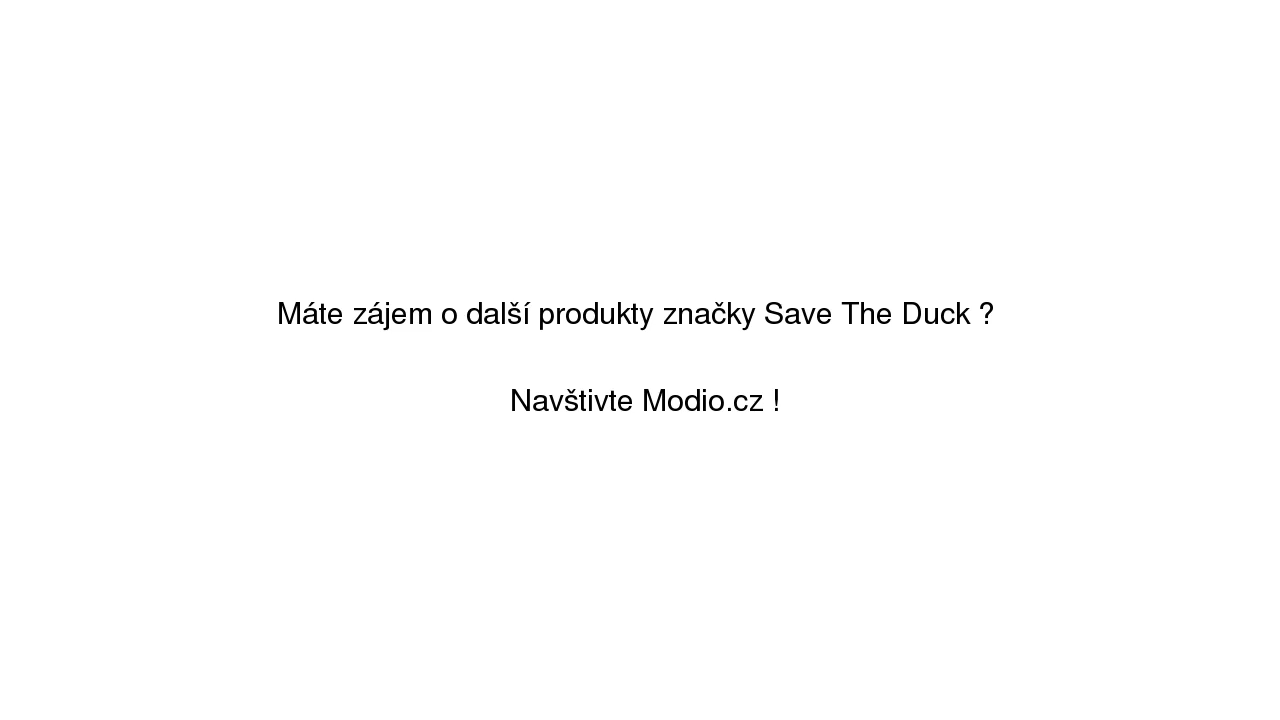 Máte zájem o další produkty značky Save The Duck ?
Navštivte Modio.cz !